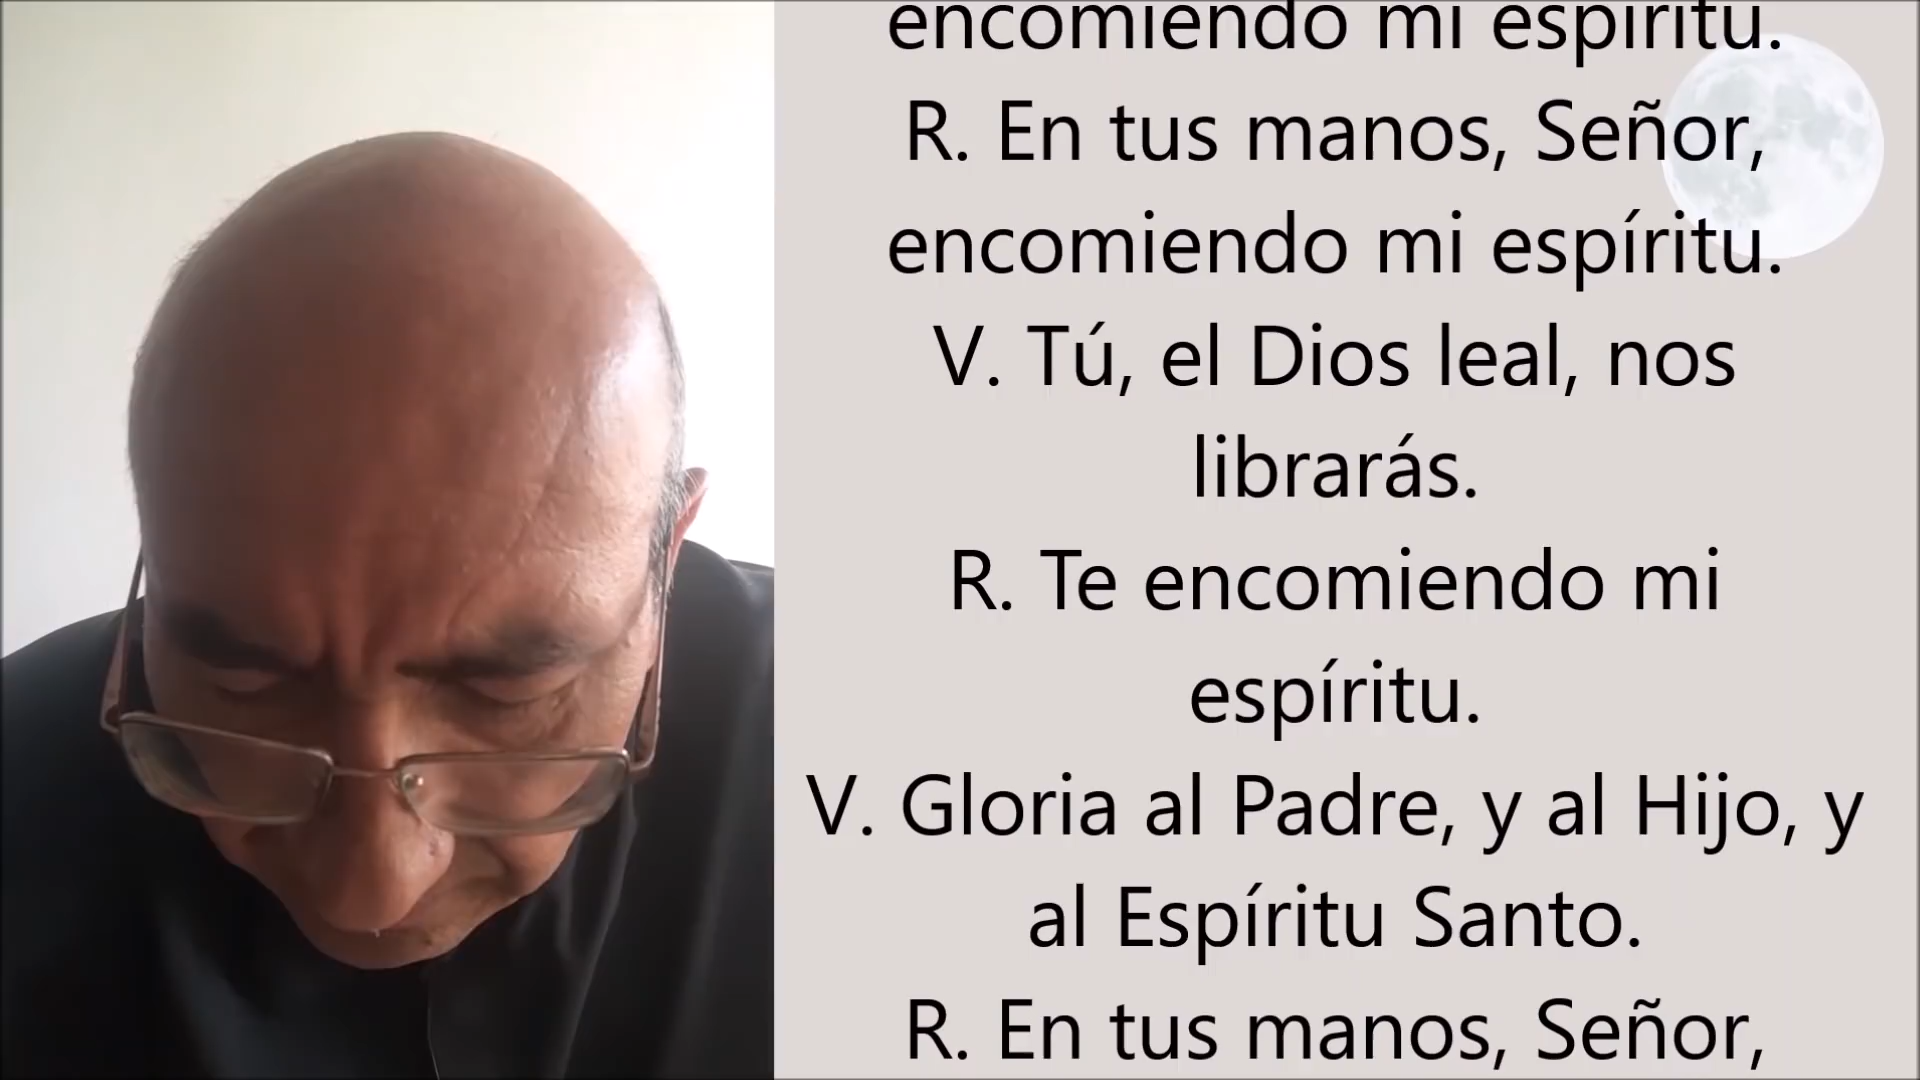 encomiendo mi espíritu.
R. En tus manos, Señor,
encomiendo mi espíritu.
V. Tú, el Dios leal, nos
librarás.
R. Te encomiendo mi
espíritu.
V. Gloria al Padre, y al Hijo, y
al Espíritu Santo.
R. En tus manos, Señor,